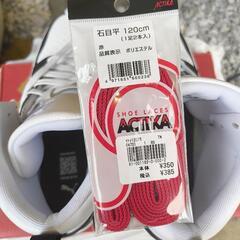 ACTIKA
石目平 120cm
(1足2本入)
赤
品質表示 ポリエステル
SHOE LACES
ACTIKA
本体 ¥350
税込 ¥385